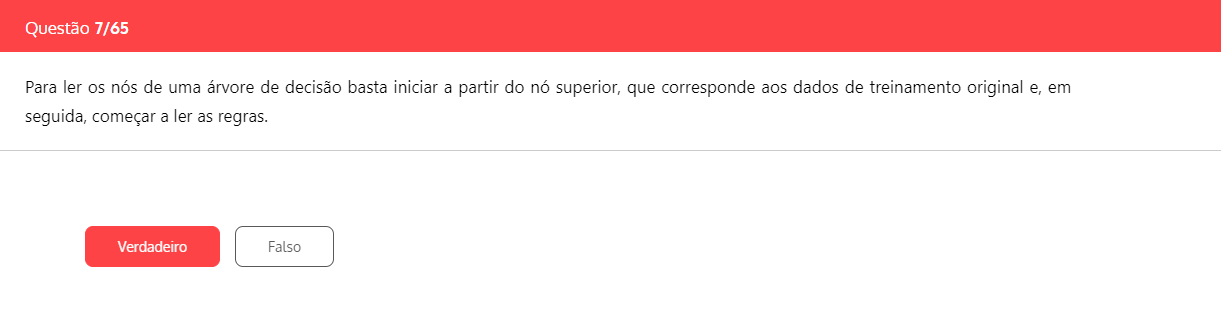 Questão 7/65
Para ler os nós de uma árvore de decisão basta iniciar a partir do nó superior, que corresponde aos dados de treinamento original e, em
seguida, começar a ler as regras.
Verdadeiro
Falso